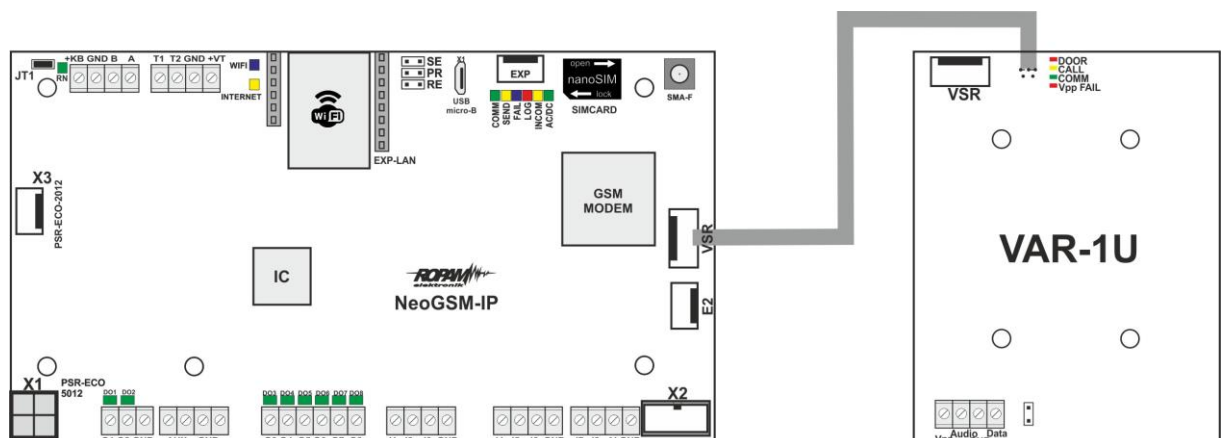 +KB GND B A
T1 T2 GND +VT
JT1
RN
WIFI
INTERNET
WiFi
EXP-LAN
SE
PR
RE
X1
USB
micro-B
EXP
COMM
SEND
FAIL
LOG
INCOM
AC/DC
open
nanoSIM
lock
SIMCARD
SMA-F
VSR
DOOR
CALL
COMM
Vpp FAIL
X3
PSR-ECO-2012
GSM
MODEM
VSR
IC
ROPAM
elektronik
NeoGSM-IP
E2
VAR-1U
X1
PSR-ECO
5012
DO1 DO2
DO3 DO4 DO5 DO6 DO7 DO8
X2
Audio Data